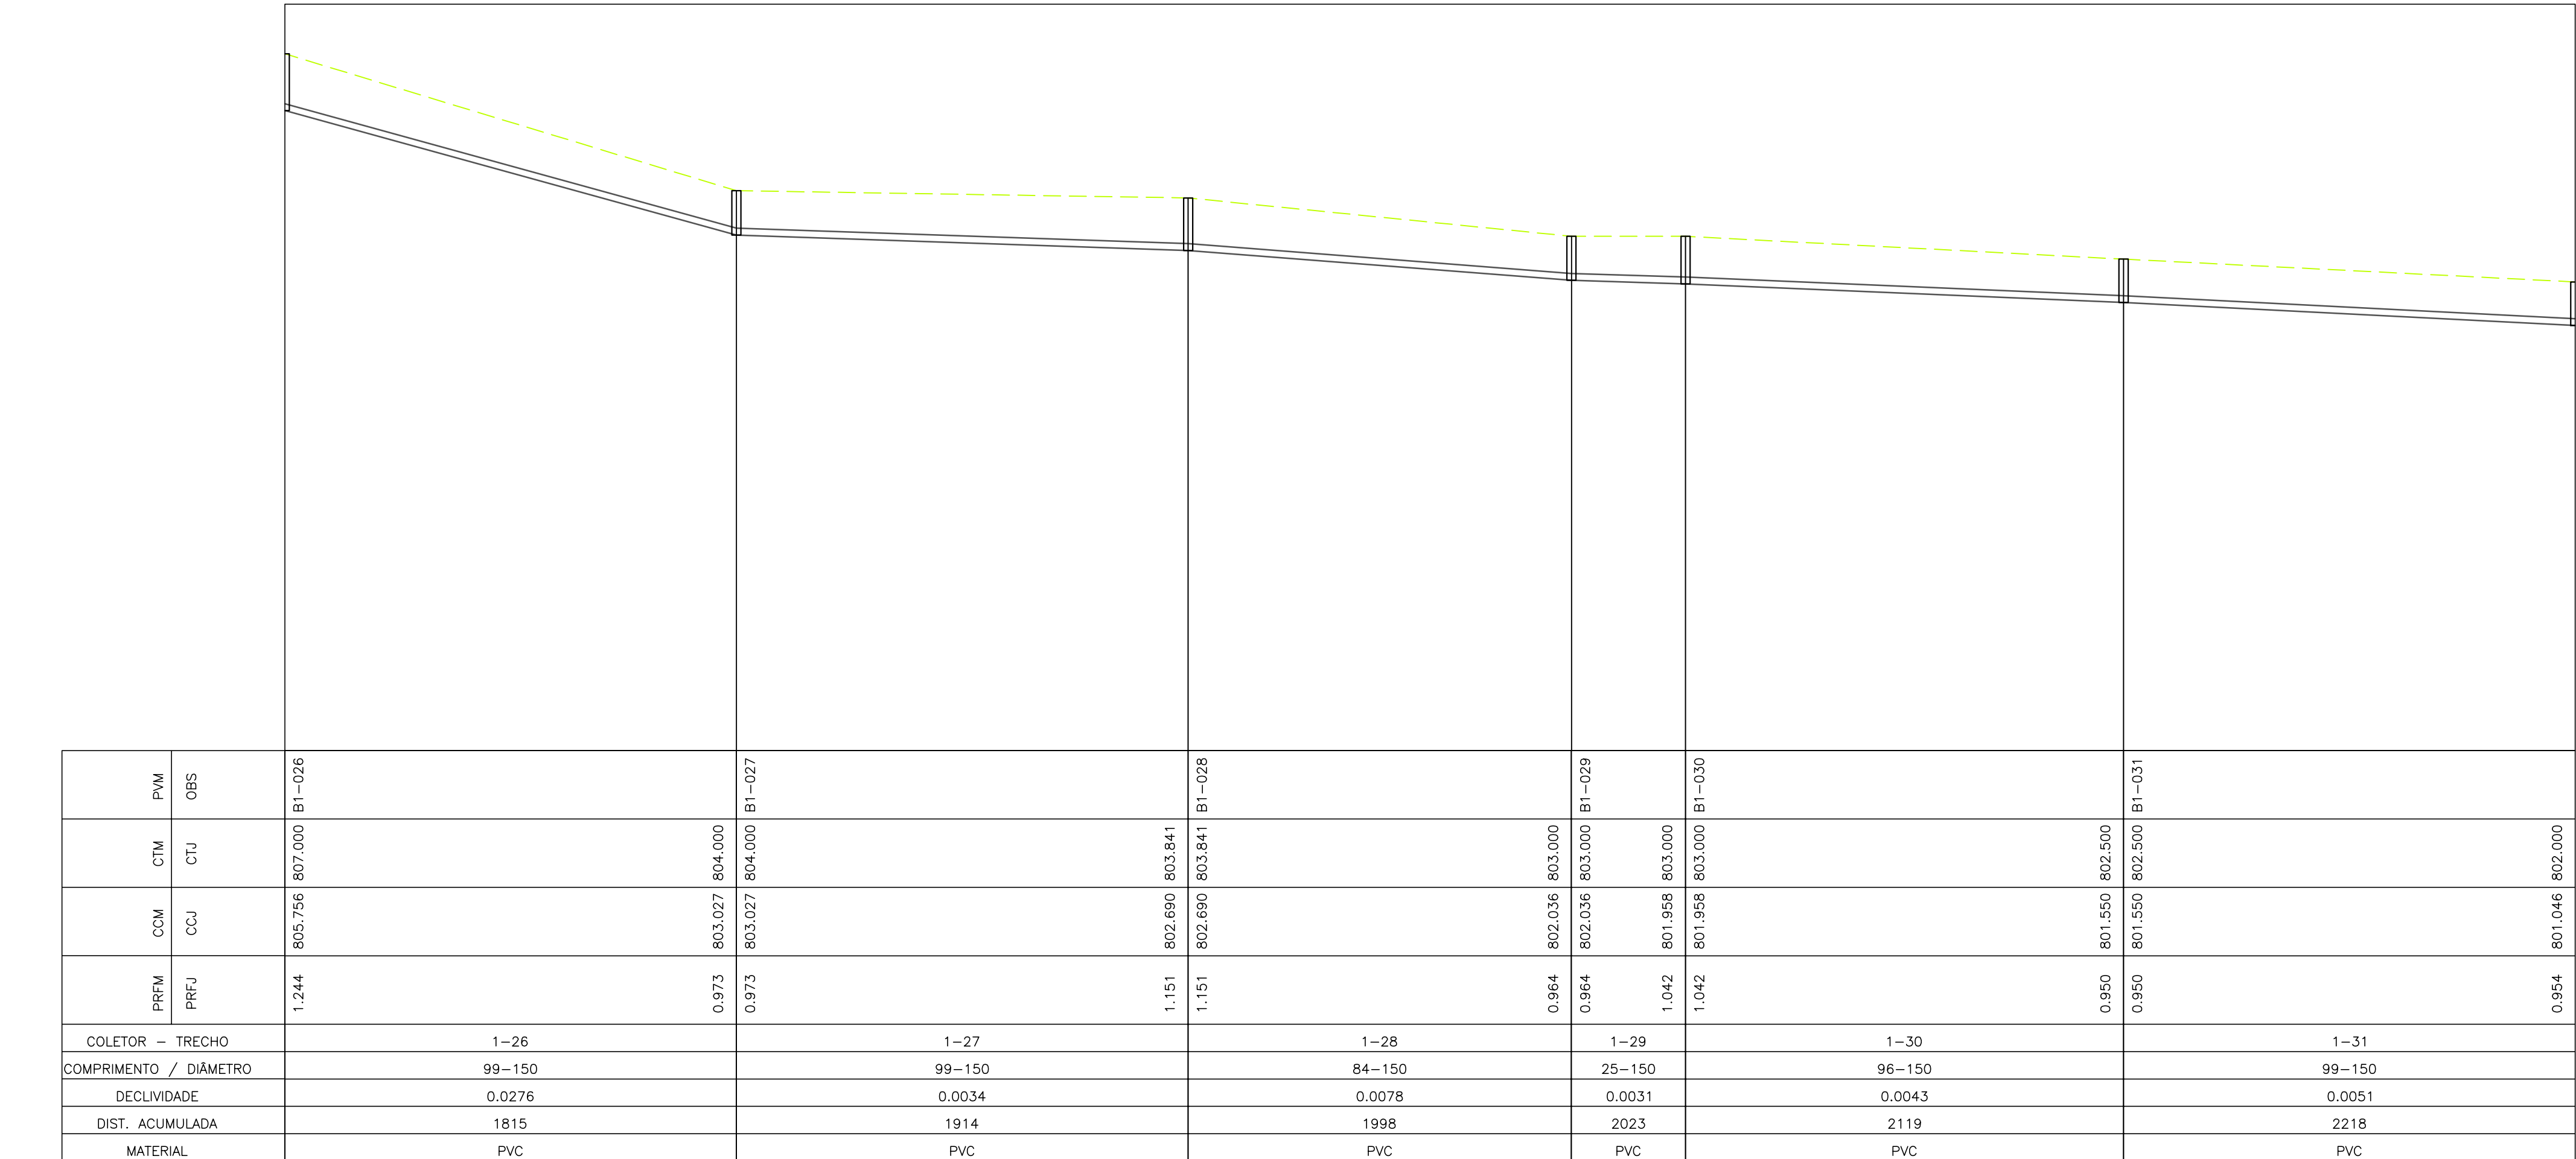 PVM OBS B1-026 B1-027 B1-028 B1-029 B1-030 B1-031
CTM CTJ 807.000 804.000 804.000 803.841 803.841 803.000 803.000 803.000 803.000 802.500 802.500 802.000
CCM CCJ 805.756 803.027 803.027 802.690 802.690 802.036 802.036 801.958 801.958 801.550 801.550 801.046
PRFM PRFJ 1.244 0.973 0.973 1.151 1.151 0.964 0.964 1.042 1.042 0.950 0.950 0.954
COLETOR – TRECHO 1-26 1-27 1-28 1-29 1-30 1-31
COMPRIMENTO / DIÂMETRO 99-150 99-150 84-150 25-150 96-150 99-150
DECLIVIDADE 0.0276 0.0034 0.0078 0.0031 0.0043 0.0051
DIST. ACUMULADA 1815 1914 1998 2023 2119 2218
MATERIAL PVC PVC PVC PVC PVC PVC